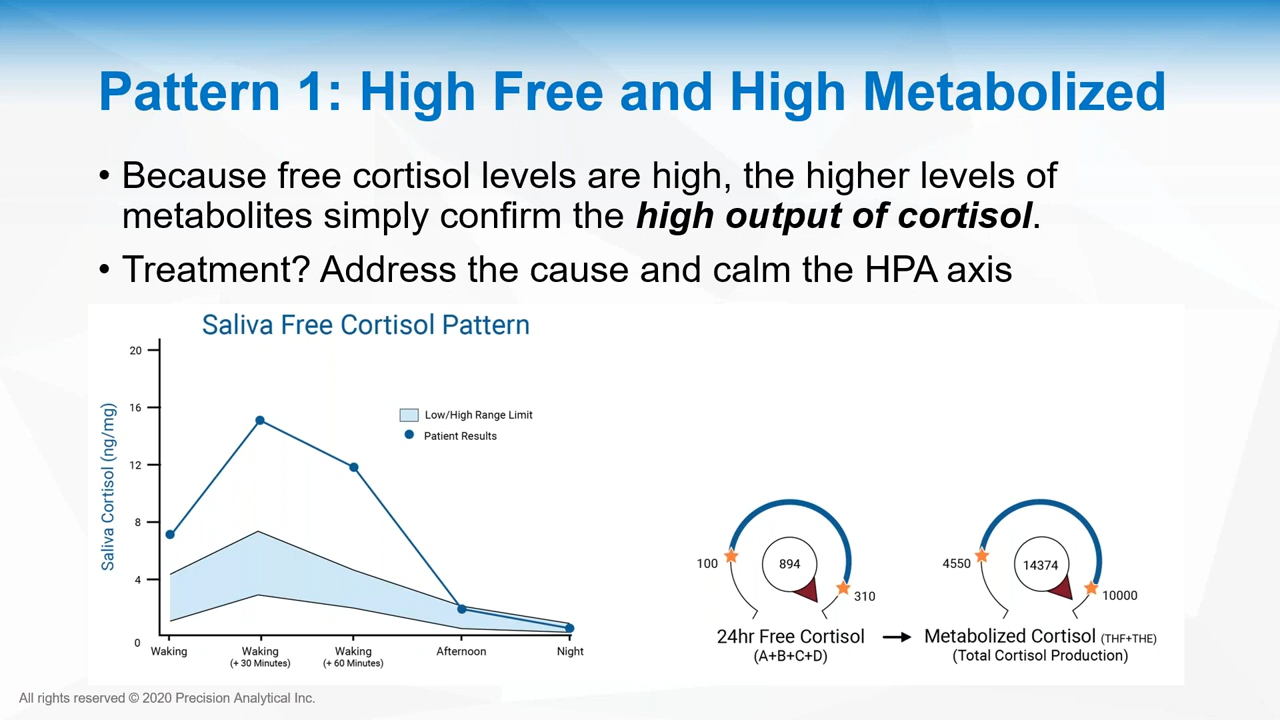 Pattern 1: High Free and High Metabolized
• Because free cortisol levels are high, the higher levels of
metabolites simply confirm the high output of cortisol.
• Treatment? Address the cause and calm the HPA axis
Saliva Free Cortisol Pattern
Saliva Cortisol (ng/mg)
20
16
12
8
4
0
Low/High Range Limit
Patient Results
Waking
Waking
(+ 30 Minutes)
Waking
(+ 60 Minutes)
Afternoon
Night
100
894
310
24hr Free Cortisol
(A+B+C+D)
4550
14374
10000
Metabolized Cortisol (THF+THE)
(Total Cortisol Production)
All rights reserved © 2020 Precision Analytical Inc.